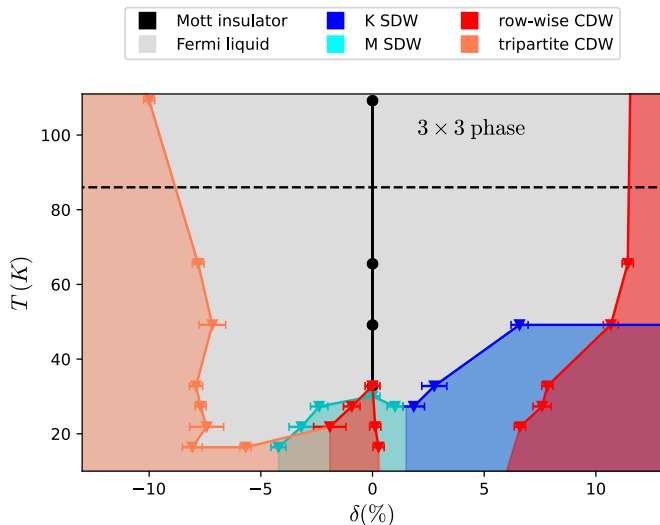 Mott insulator K SDW row-wise CDW
Fermi liquid M SDW tripartite CDW
3 × 3 phase
T (K)
100
80
60
40
20
−10 −5 0 5 10
δ(%)